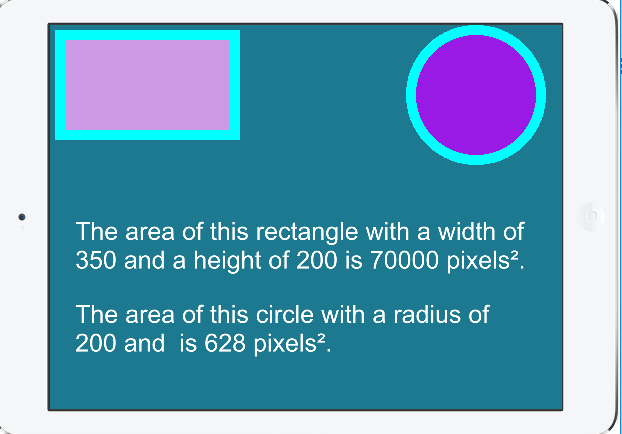 The area of this rectangle with a width of
350 and a height of 200 is 70000 pixels².
The area of this circle with a radius of
200 and  is 628 pixels².